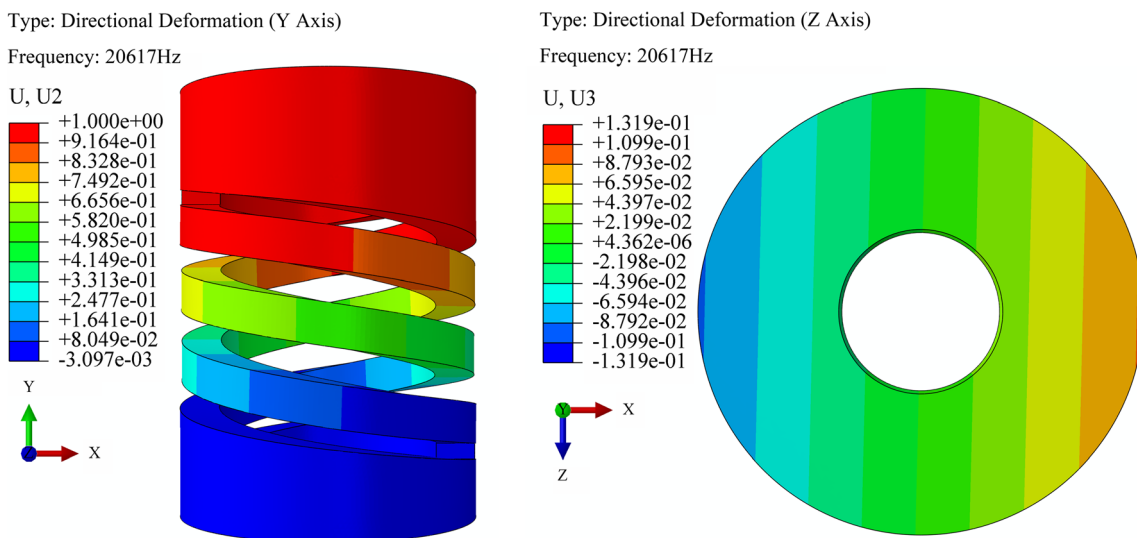 Type: Directional Deformation (Y Axis)
Frequency: 20617Hz
U, U2
+1.000e+00
+9.164e-01
+8.328e-01
+7.492e-01
+6.656e-01
+5.820e-01
+4.985e-01
+4.149e-01
+3.313e-01
+2.477e-01
+1.641e-01
+8.049e-02
-3.097e-03
Y
Z
X
Type: Directional Deformation (Z Axis)
Frequency: 20617Hz
U, U3
+1.319e-01
+1.099e-01
+8.793e-02
+6.595e-02
+4.397e-02
+2.199e-02
+4.362e-06
-2.198e-02
-4.396e-02
-6.594e-02
-8.792e-02
-1.099e-01
-1.319e-01
Y
X
Z